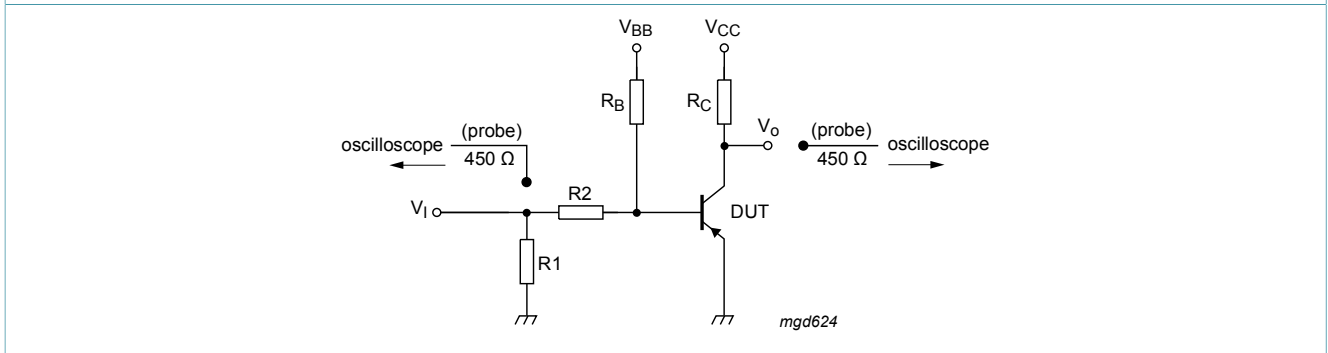 VBB
VCC
RB
RC
Vo
(probe)
450 Ω
oscilloscope
(probe)
450 Ω
oscilloscope
R2
VI
DUT
R1
mgd624